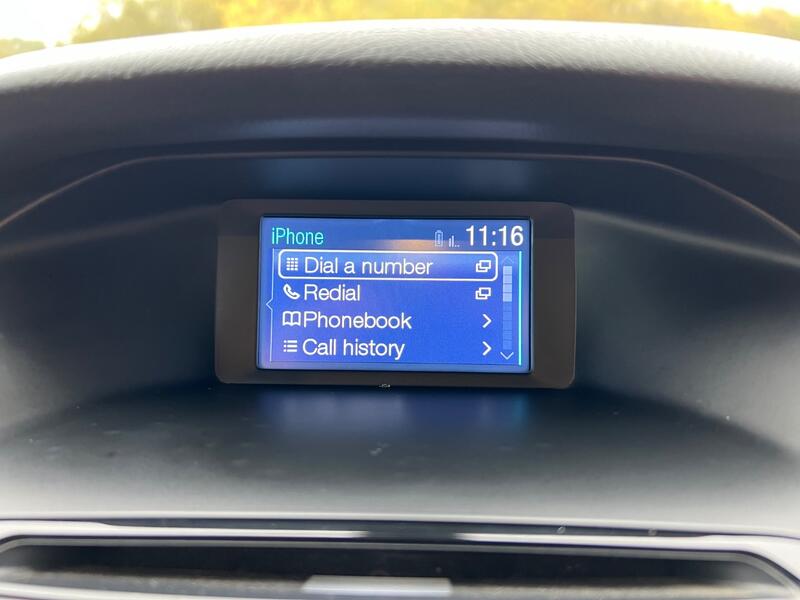 iPhone 11:16
Dial a number
Redial
Phonebook
Call history